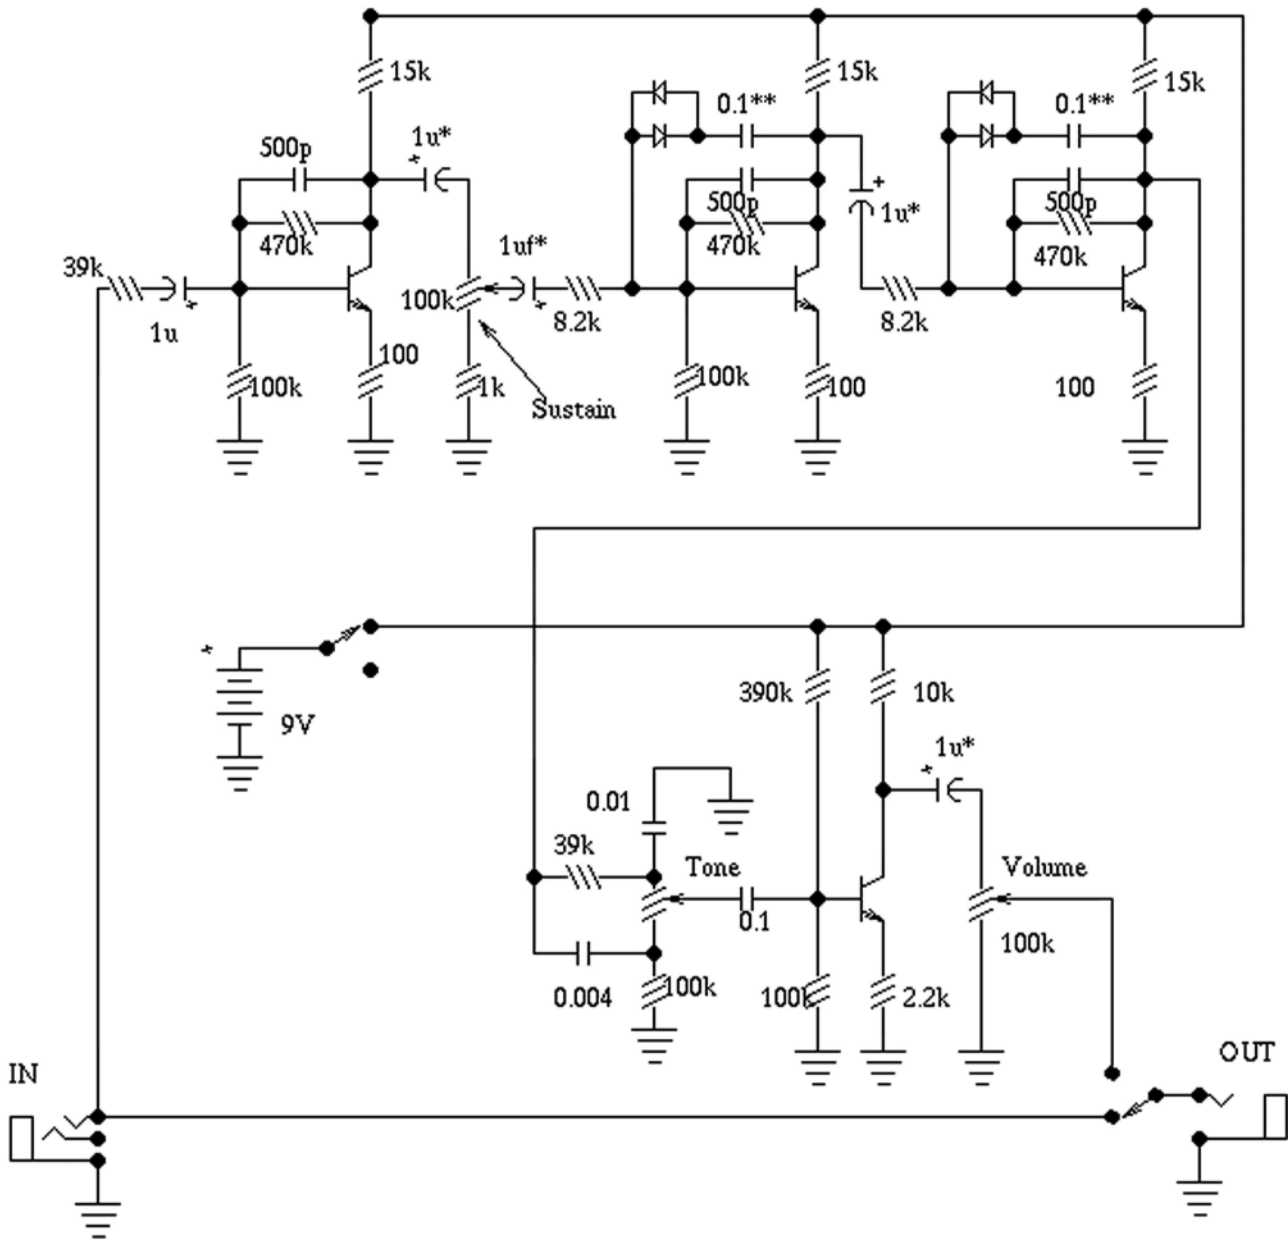 15k
15k
15k
0.1**
0.1**
1u*
500p
500p
500p
1u*
470k
470k
470k
1uf*
39k
100k
1u
8.2k
8.2k
100
100k
1k
100k
100
100
Sustain
390k
10k
9V
1u*
0.01
39k
Tone
Volume
0.1
100k
0.004
100k
100k
2.2k
IN
OUT